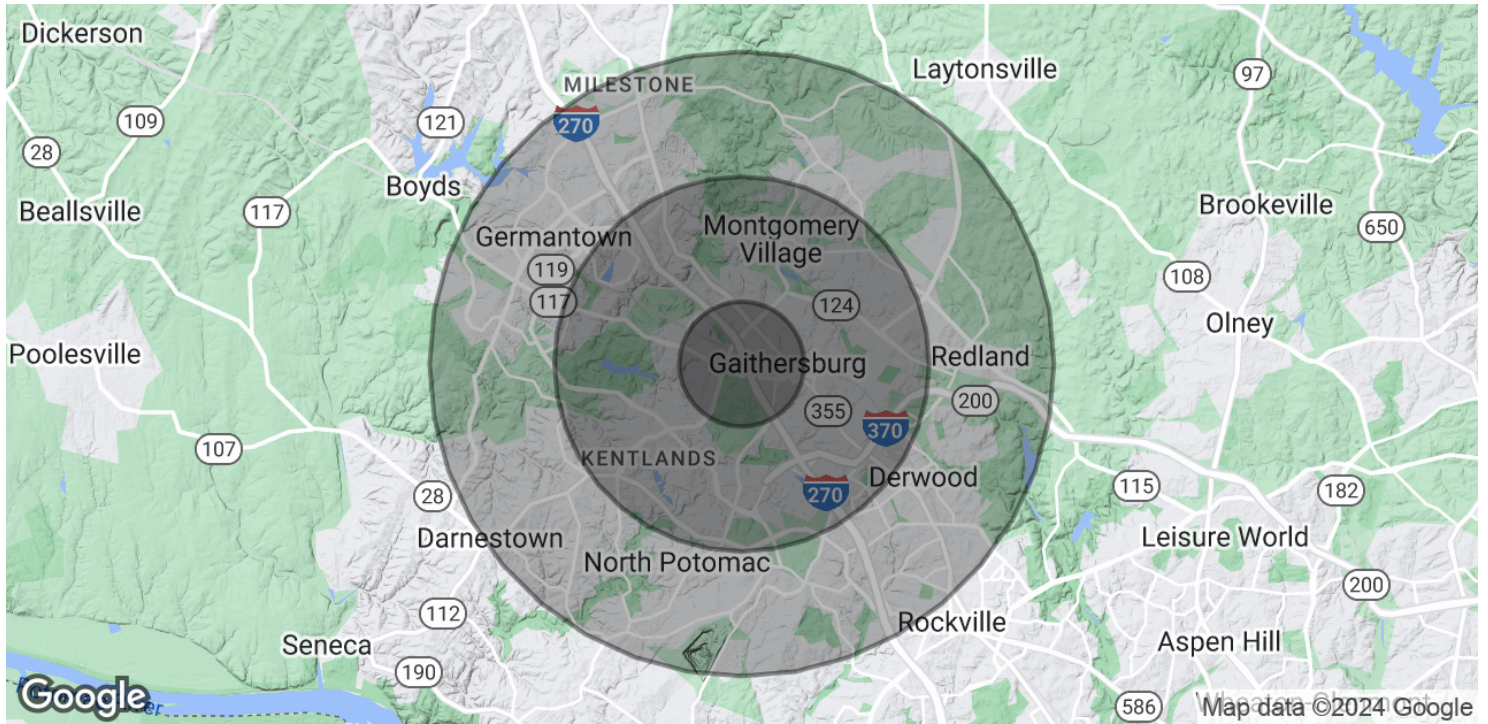 Dickerson
MILESTONE
Laytonsville
97
270
109
121
28
Boyds
Beallsville
117
Brookeville
650
Germantown
Montgomery
Village
119
117
108
124
Olney
Poolesville
Gaithersburg
Redland
200
355
370
107
KENTLANDS
270
Derwood
28
115
182
Darnestown
Leisure World
North Potomac
200
112
Rockville
Seneca
Aspen Hill
190
Google
586
Map data ©2024 Google